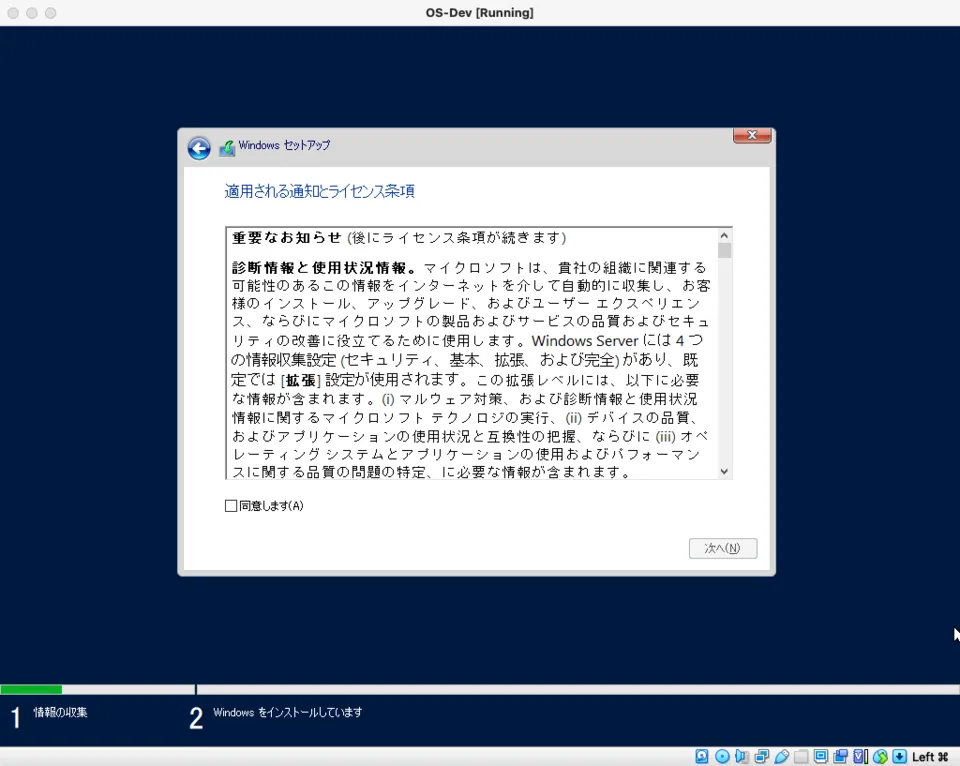 OS-Dev [Running]
Windows セットアップ
適用される通知とライセンス条項
重要なお知らせ (後にライセンス条項が続きます)
診断情報と使用状況情報。マイクロソフトは、貴社の組織に関連する
可能性のあるこの情報をインターネットを介して自動的に収集し、お客
様のインストール、アップグレード、およびユーザー エクスペリエン
ス、ならびにマイクロソフトの製品およびサービスの品質およびセキュ
リティの改善に役立てるために使用します。Windows Server には 4 つ
の情報収集設定 (セキュリティ、基本、拡張、および完全) があり、既
定では [拡張] 設定が使用されます。この拡張レベルには、以下に必要
な情報が含まれます。(i) マルウェア対策、および診断情報と使用状況
情報に関するマイクロソフト テクノロジの実行、(ii) デバイスの品質、
およびアプリケーションの使用状況と互換性の把握、ならびに (iii) オペ
レーティング システムとアプリケーションの使用およびパフォーマン
スに関する品質の問題の特定、に必要な情報が含まれます。
同意します(A)
次へ(N)
1 情報の収集
2 Windows をインストールしています
Left ⌘